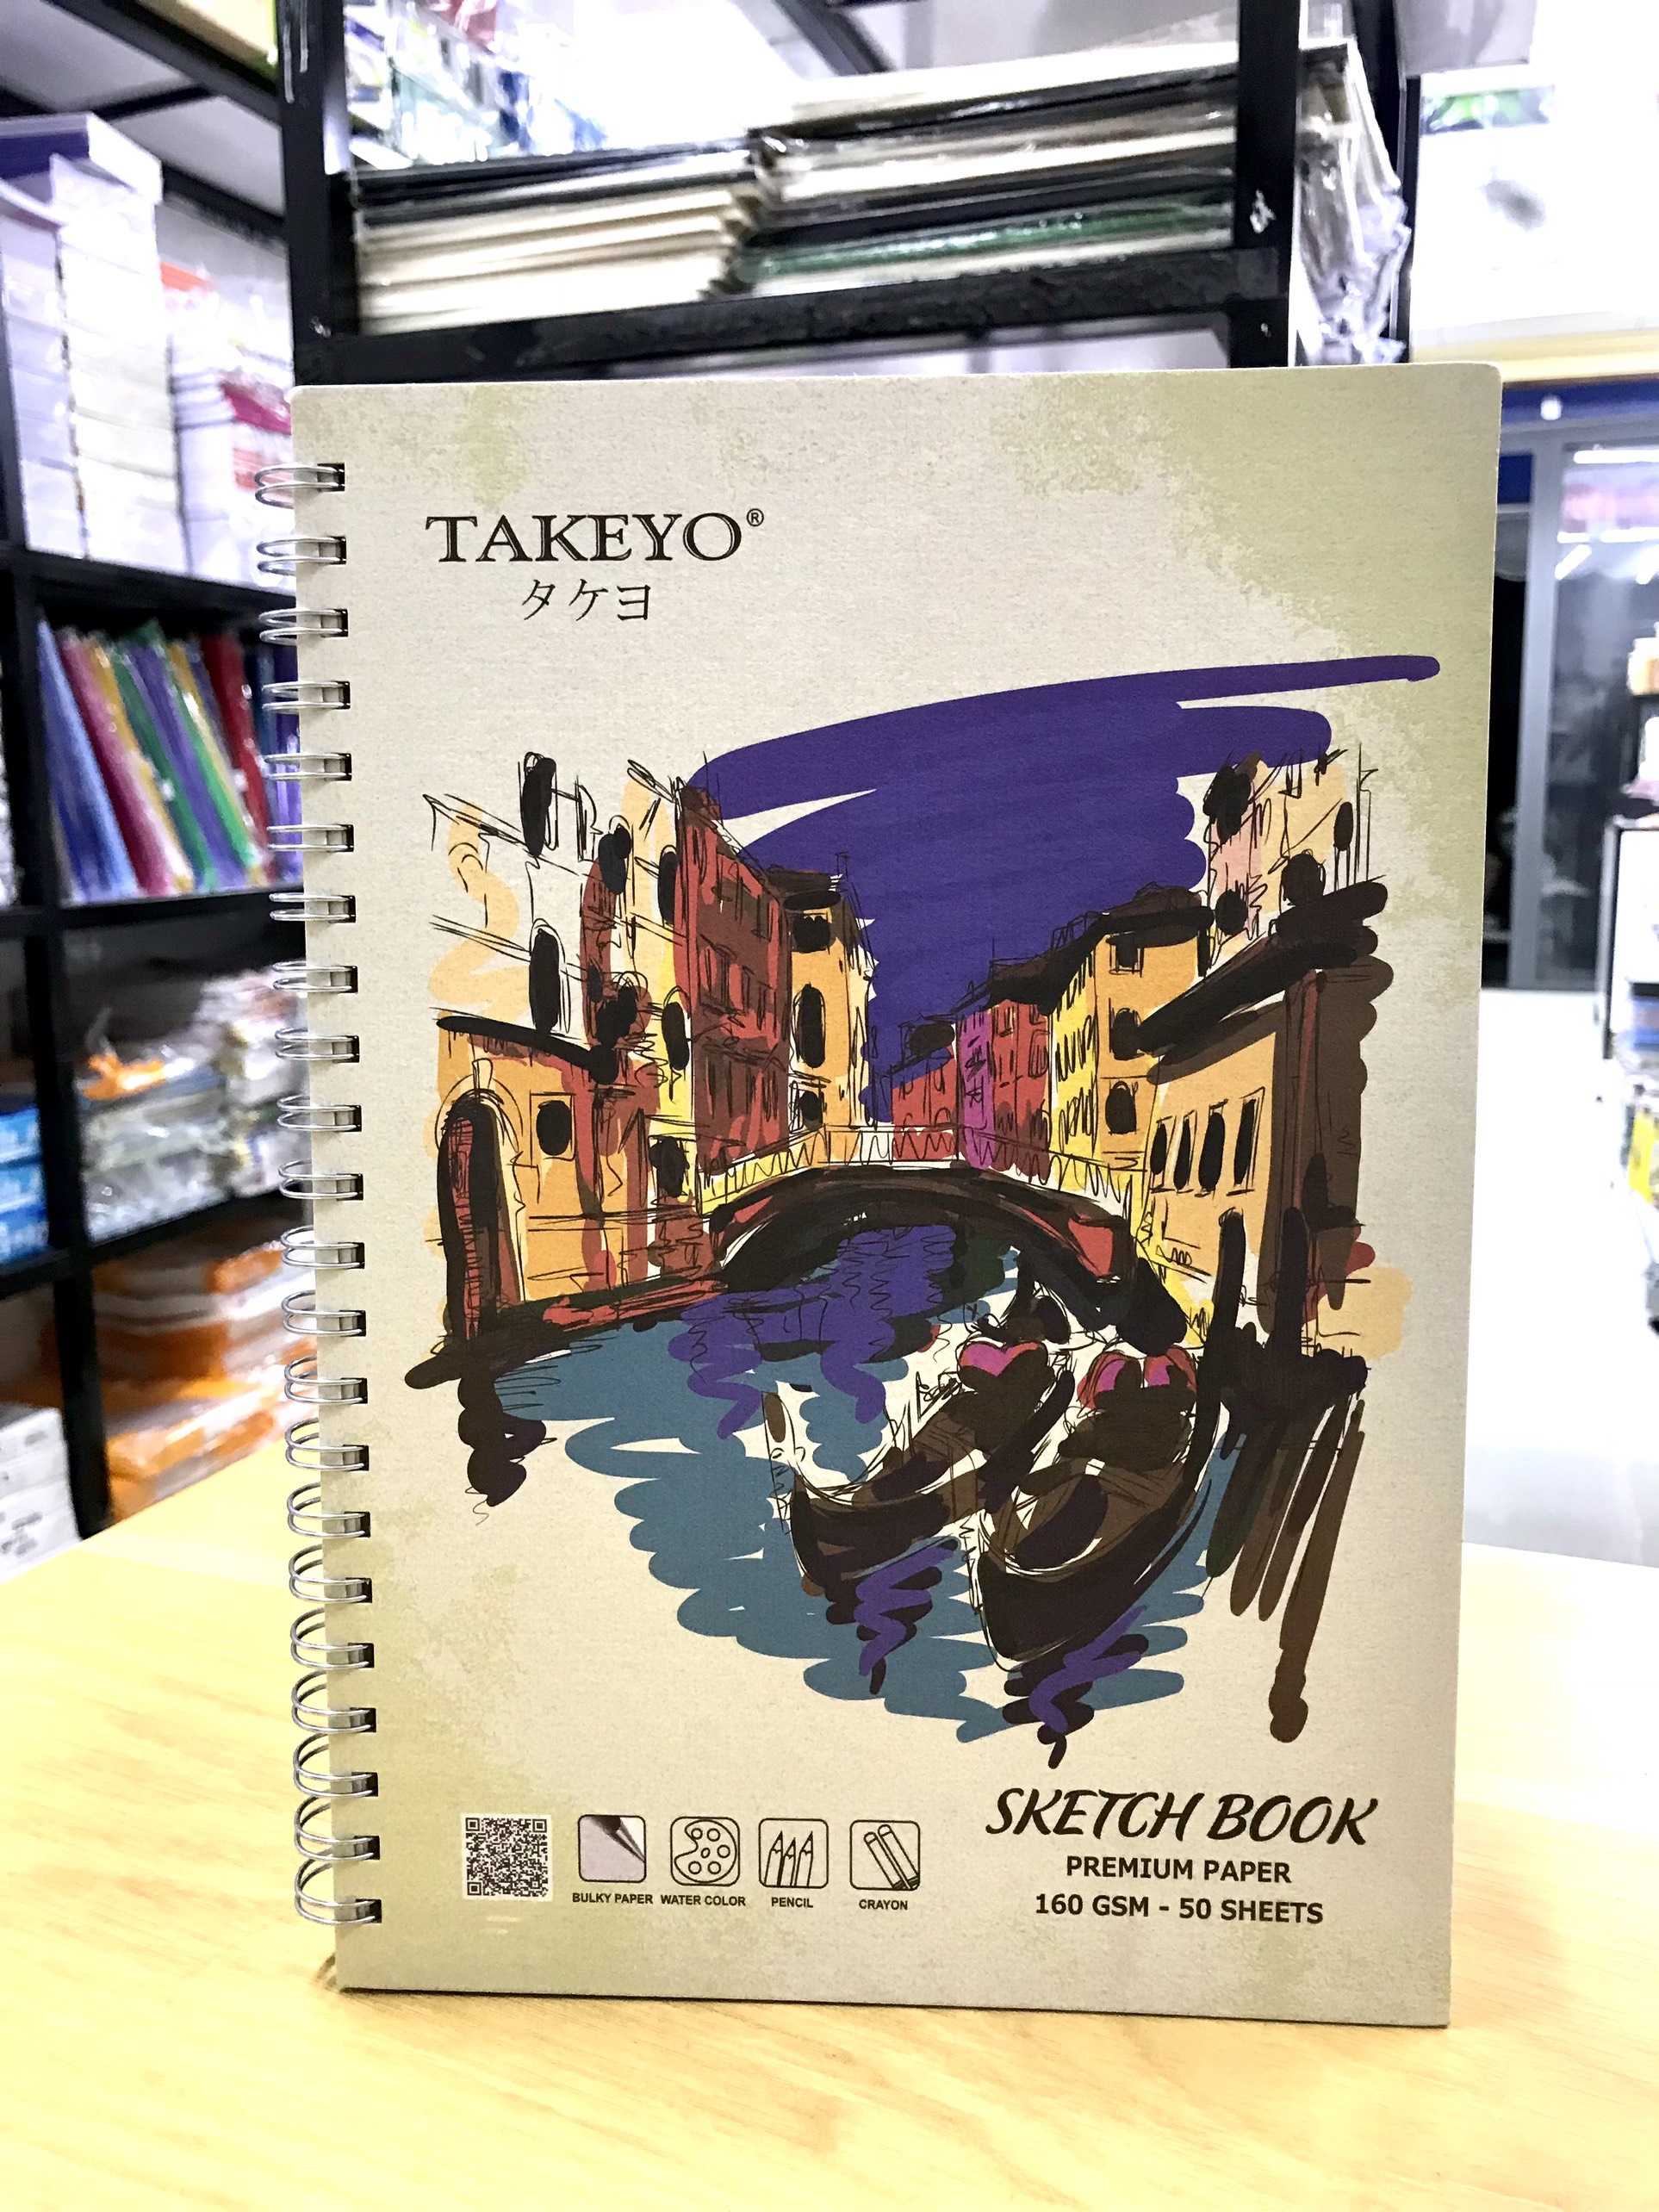 TAKEYO®
タケヨ
SKETCH BOOK
PREMIUM PAPER
160 GSM - 50 SHEETS
BULKY PAPER
WATER COLOR
PENCIL
CRAYON